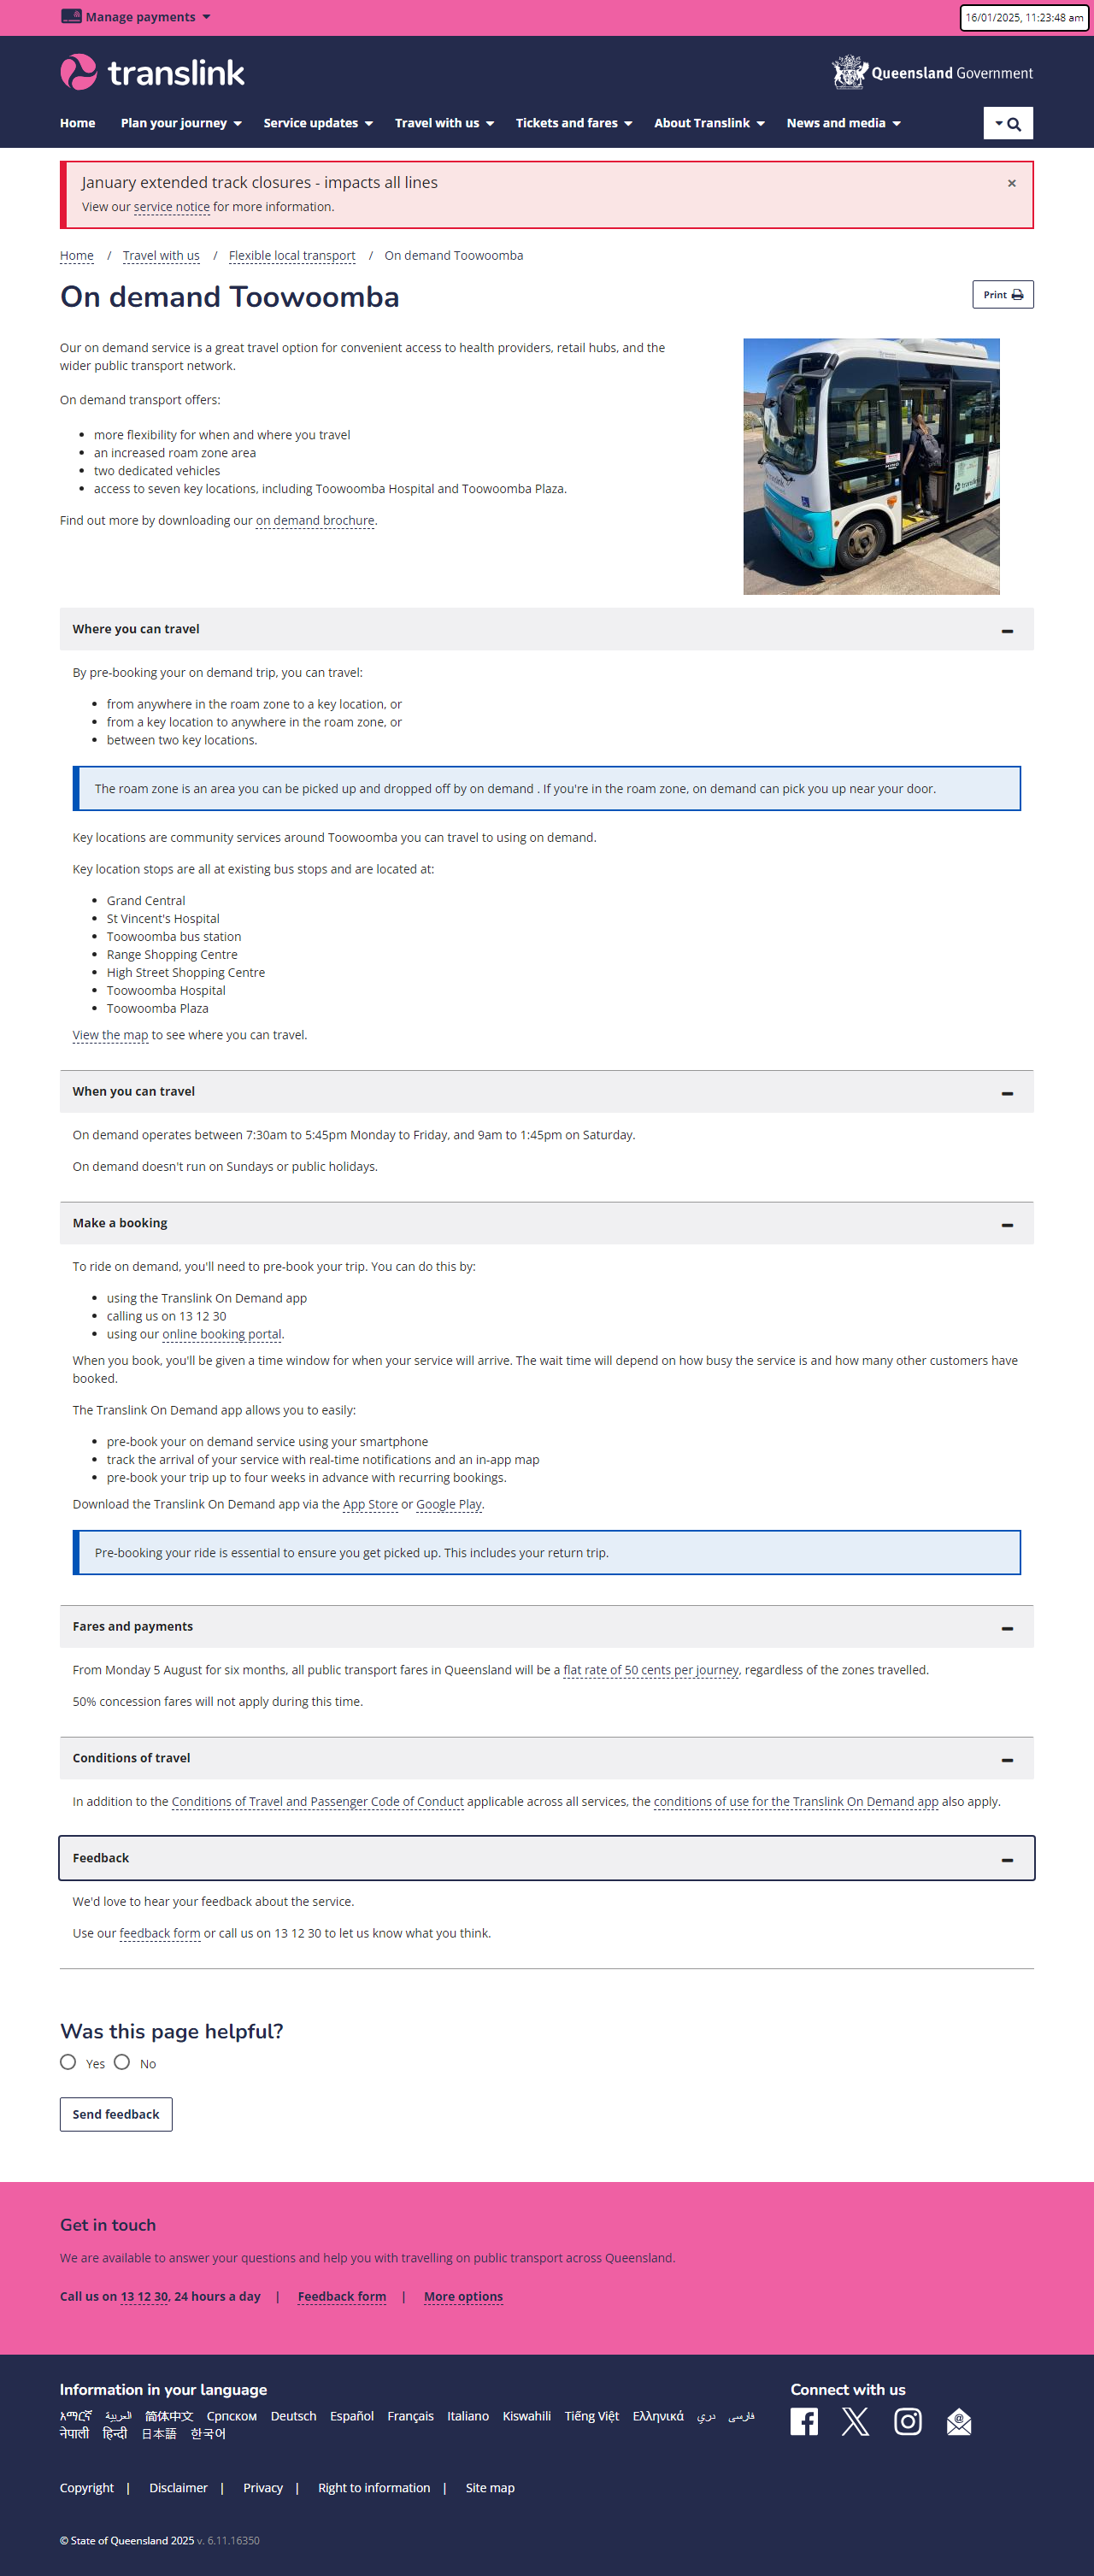 Manage payments
16/01/2025, 11:23:48 am
translink
Queensland Government
Home Plan your journey Service updates Travel with us Tickets and fares About Translink News and media
January extended track closures - impacts all lines
×
View our service notice for more information.
Home / Travel with us / Flexible local transport / On demand Toowoomba
On demand Toowoomba
Print
Our on demand service is a great travel option for convenient access to health providers, retail hubs, and the
wider public transport network.
On demand transport offers:
more flexibility for when and where you travel
an increased roam zone area
two dedicated vehicles
access to seven key locations, including Toowoomba Hospital and Toowoomba Plaza.
Find out more by downloading our on demand brochure.
Where you can travel
By pre-booking your on demand trip, you can travel:
from anywhere in the roam zone to a key location, or
from a key location to anywhere in the roam zone, or
between two key locations.
The roam zone is an area you can be picked up and dropped off by on demand . If you're in the roam zone, on demand can pick you up near your door.
Key locations are community services around Toowoomba you can travel to using on demand.
Key location stops are all at existing bus stops and are located at:
Grand Central
St Vincent's Hospital
Toowoomba bus station
Range Shopping Centre
High Street Shopping Centre
Toowoomba Hospital
Toowoomba Plaza
View the map to see where you can travel.
When you can travel
On demand operates between 7:30am to 5:45pm Monday to Friday, and 9am to 1:45pm on Saturday.
On demand doesn't run on Sundays or public holidays.
Make a booking
To ride on demand, you'll need to pre-book your trip. You can do this by:
using the Translink On Demand app
calling us on 13 12 30
using our online booking portal.
When you book, you'll be given a time window for when your service will arrive. The wait time will depend on how busy the service is and how many other customers have
booked.
The Translink On Demand app allows you to easily:
pre-book your on demand service using your smartphone
track the arrival of your service with real-time notifications and an in-app map
pre-book your trip up to four weeks in advance with recurring bookings.
Download the Translink On Demand app via the App Store or Google Play.
Pre-booking your ride is essential to ensure you get picked up. This includes your return trip.
Fares and payments
From Monday 5 August for six months, all public transport fares in Queensland will be a flat rate of 50 cents per journey, regardless of the zones travelled.
50% concession fares will not apply during this time.
Conditions of travel
In addition to the Conditions of Travel and Passenger Code of Conduct applicable across all services, the conditions of use for the Translink On Demand app also apply.
Feedback
We'd love to hear your feedback about the service.
Use our feedback form or call us on 13 12 30 to let us know what you think.
Was this page helpful?
Yes No
Send feedback
Get in touch
We are available to answer your questions and help you with travelling on public transport across Queensland.
Call us on 13 12 30, 24 hours a day | Feedback form | More options
Information in your language
አማርኛ العربية 简体中文 Српском Deutsch Español Français Italiano Kiswahili Tiếng Việt Ελληνικά دری فارسی
नेपाली हिन्दी 日本語 한국어
Connect with us
Copyright | Disclaimer | Privacy | Right to information | Site map
© State of Queensland 2025 v. 6.11.16350